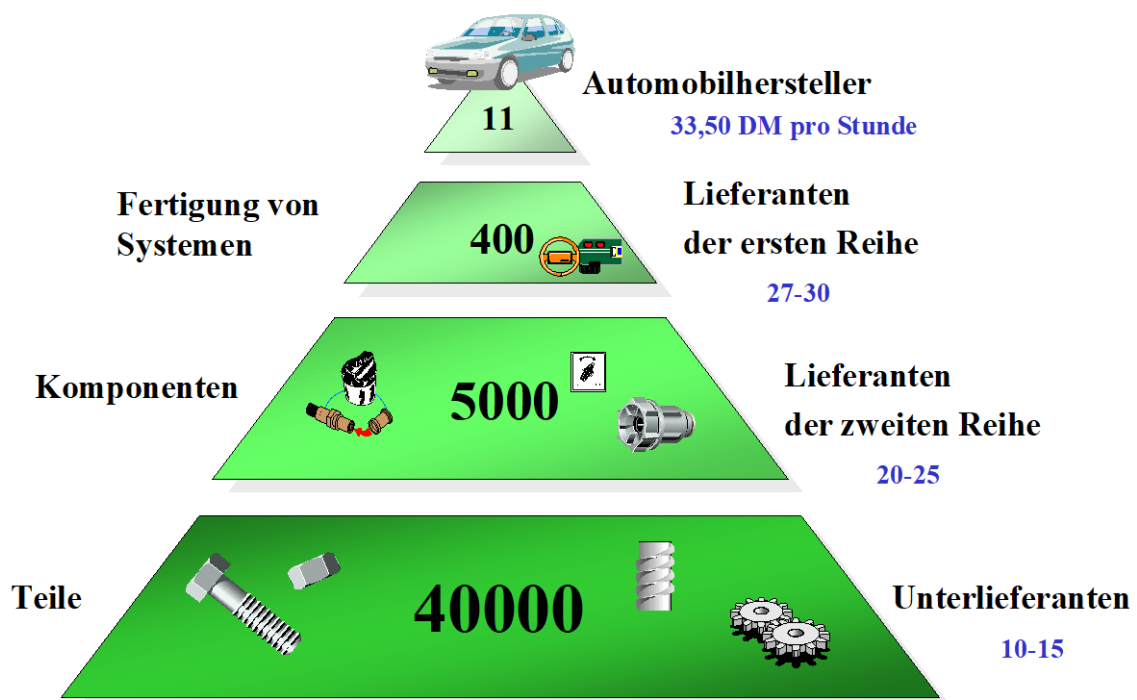 Automobilhersteller
11
33,50 DM pro Stunde
Fertigung von
Systemen
400
Lieferanten
der ersten Reihe
27-30
Komponenten
5000
Lieferanten
der zweiten Reihe
20-25
Teile
40000
Unterlieferanten
10-15